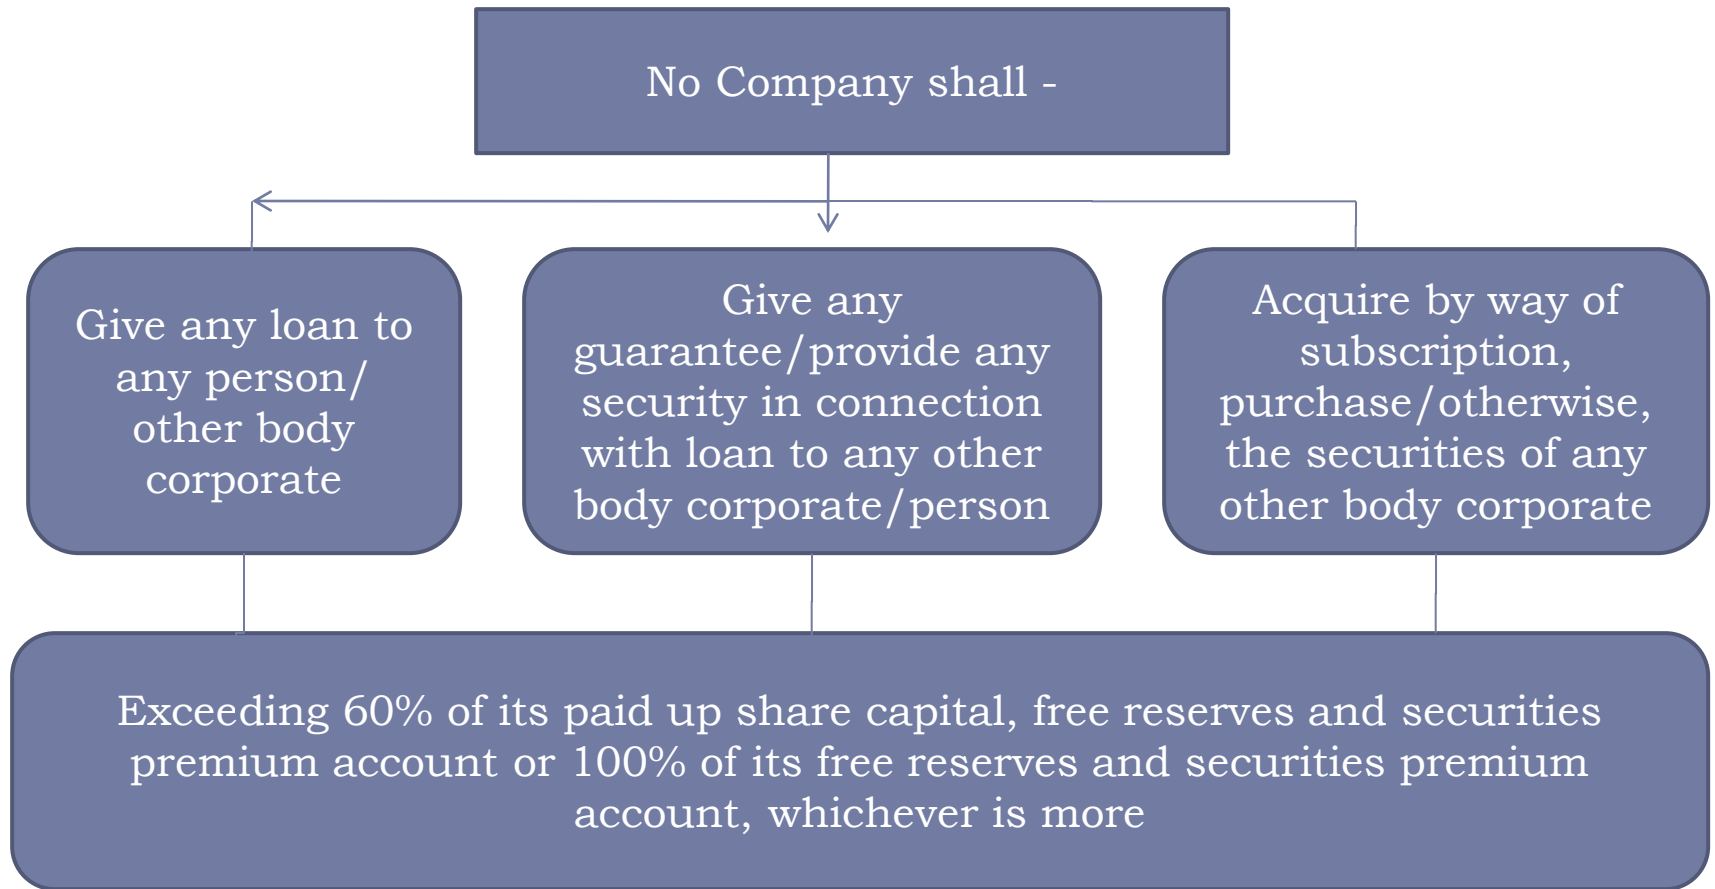 No Company shall -
Give any loan to
any person/
other body
corporate
Give any
guarantee/provide any
security in connection
with loan to any other
body corporate/person
Acquire by way of
subscription,
purchase/otherwise,
the securities of any
other body corporate
Exceeding 60% of its paid up share capital, free reserves and securities
premium account or 100% of its free reserves and securities premium
account, whichever is more